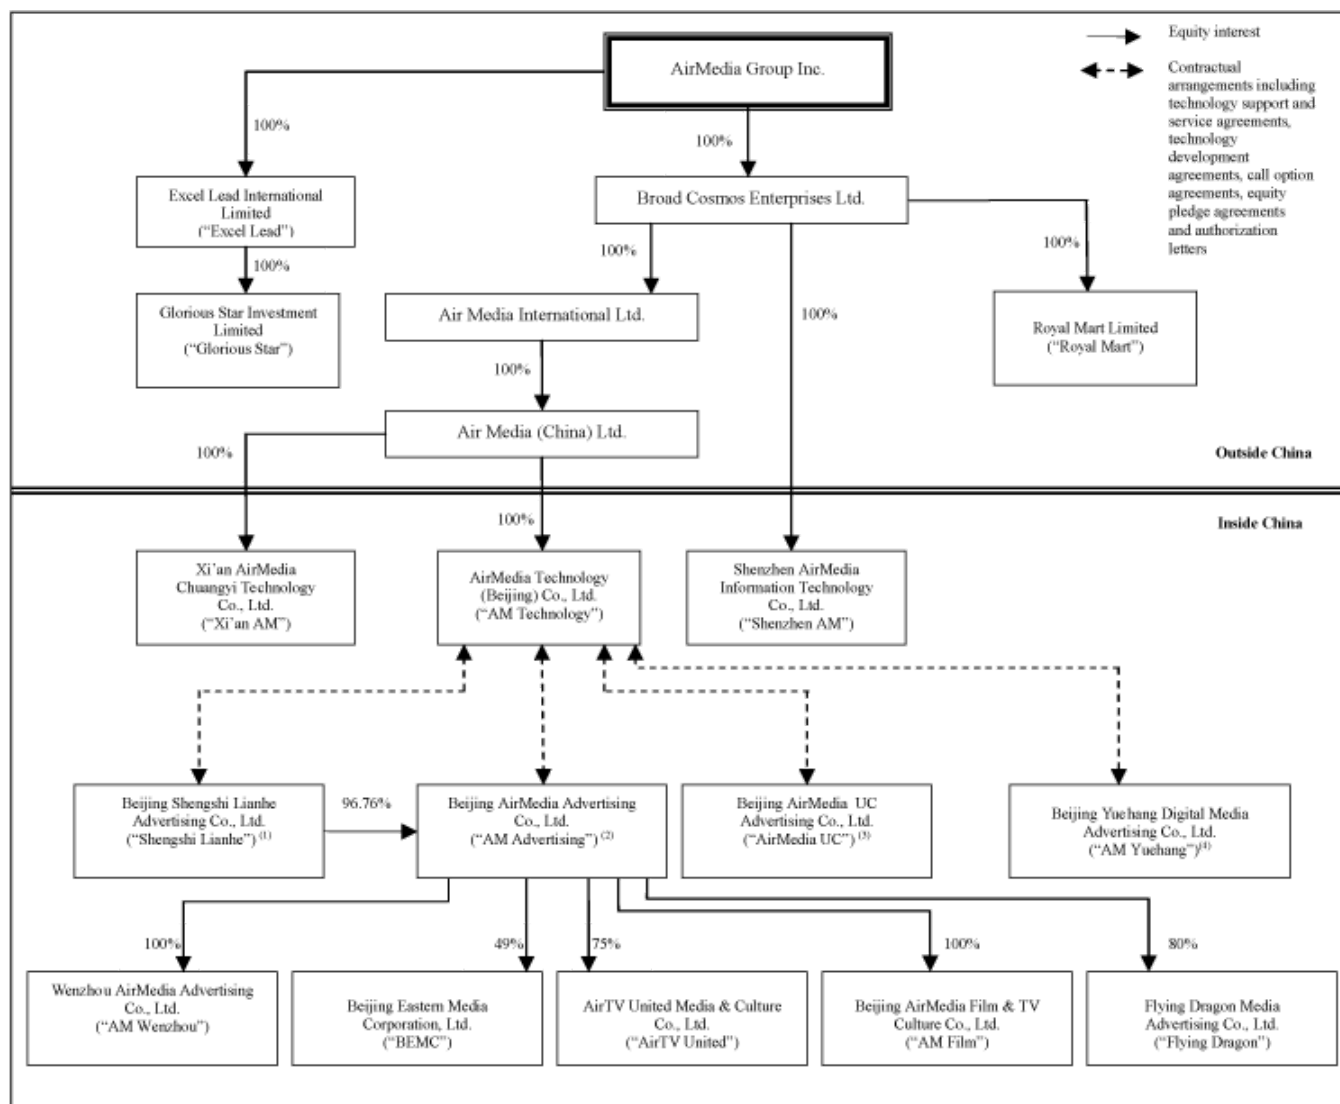 AirMedia Group Inc.
Equity interest
Contractual
arrangements including
technology support and
service agreements,
technology
development
agreements, call option
agreements, equity
pledge agreements
and authorization
letters
100%
100%
Excel Lead International
Limited
(“Excel Lead”)
Broad Cosmos Enterprises Ltd.
100%
100%
100%
Glorious Star Investment
Limited
(“Glorious Star”)
Air Media International Ltd.
100%
Royal Mart Limited
(“Royal Mart”)
100%
Air Media (China) Ltd.
100%
Outside China
Inside China
100%
Xi’an AirMedia
Chuangyi Technology
Co., Ltd.
(“Xi’an AM”)
AirMedia Technology
(Beijing) Co., Ltd.
(“AM Technology”)
Shenzhen AirMedia
Information Technology
Co., Ltd.
(“Shenzhen AM”)
Beijing Shengshi Lianhe
Advertising Co., Ltd.
(“Shengshi Lianhe”) (1)
96.76%
Beijing AirMedia Advertising
Co., Ltd.
(“AM Advertising”) (2)
Beijing AirMedia UC
Advertising Co., Ltd.
(“AirMedia UC”) (3)
Beijing Yuehang Digital Media
Advertising Co., Ltd.
(“AM Yuehang”)(4)
100%
49%
75%
100%
80%
Wenzhou AirMedia Advertising
Co., Ltd.
(“AM Wenzhou”)
Beijing Eastern Media
Corporation, Ltd.
(“BEMC”)
AirTV United Media & Culture
Co., Ltd.
(“AirTV United”)
Beijing AirMedia Film & TV
Culture Co., Ltd.
(“AM Film”)
Flying Dragon Media
Advertising Co., Ltd.
(“Flying Dragon”)